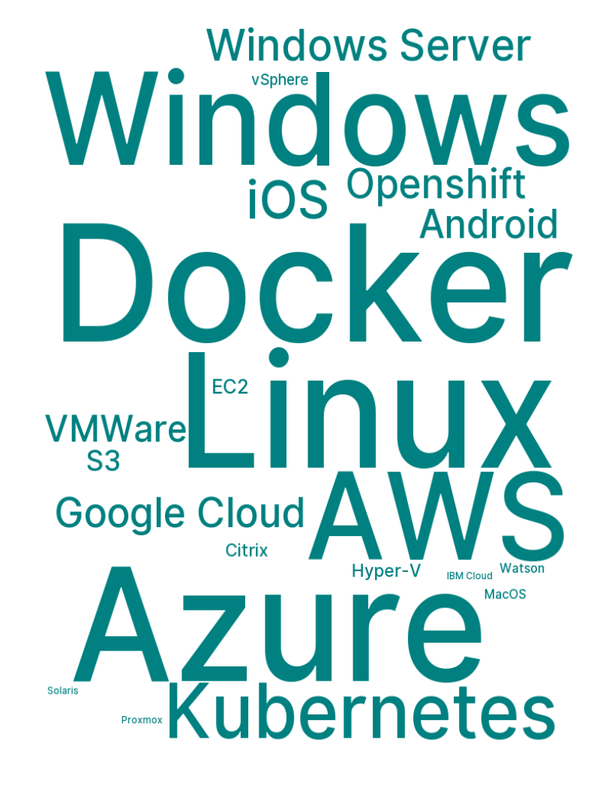 Windows Server
vSphere
Windows
iOS
Openshift
Android
Docker
EC2
Linux
VMWare
S3
AWS
Google Cloud
Citrix
Hyper-V
IBM Cloud
Watson
MacOS
Azure
Solaris
Kubernetes
Proxmox